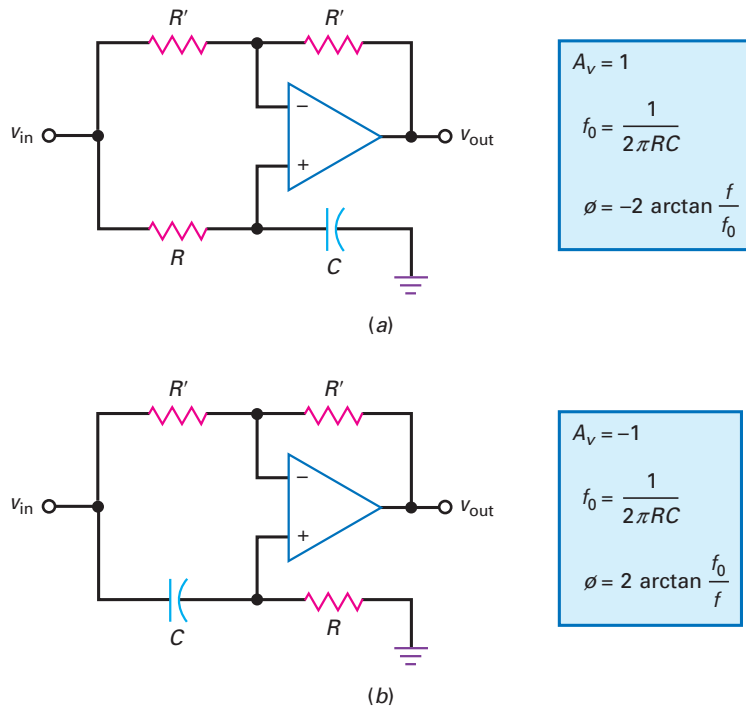 R' R'
A_v = 1
−
v_in v_out
f_0 = 1/2πRC
+
ø = −2 arctan f/f_0
R C
(a)
R' R'
A_v = −1
−
v_in v_out
f_0 = 1/2πRC
+
ø = 2 arctan f_0/f
C R
(b)